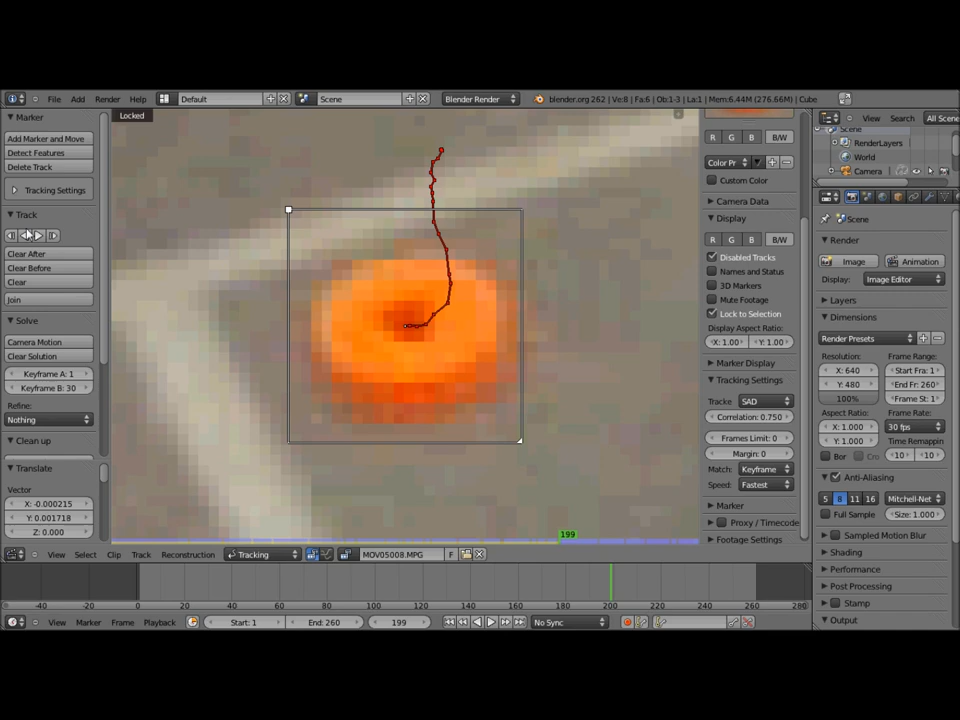 File Add Render Help Default Scene Blender Render blender.org 262 | Ve:8 | Fa:6 | Ob:1-3 | La:1 | Mem:6.44M (276.66M) | Cube
Marker
Add Marker and Move
Detect Features
Delete Track
Tracking Settings
Track
Clear After
Clear Before
Clear
Join
Solve
Camera Motion
Clear Solution
Keyframe A: 1
Keyframe B: 30
Refine:
Nothing
Clean up
Translate
Vector
X: -0.000215
Y: 0.001718
Z: 0.000
Locked
199
R G B B/W
Color Pr
Custom Color
Camera Data
Display
R G B B/W
Disabled Tracks
Names and Status
3D Markers
Mute Footage
Lock to Selection
Display Aspect Ratio:
X: 1.00 Y: 1.00
Marker Display
Tracking Settings
Tracke SAD
Correlation: 0.750
Frames Limit: 0
Margin: 0
Match: Keyframe
Speed: Fastest
Marker
Proxy / Timecode
Footage Settings
View Search All Scene
Scene
RenderLayers
World
Camera
Scene
Render
Image Animation
Display: Image Editor
Layers
Dimensions
Render Presets
Resolution: Frame Range:
X: 640 Start Fra: 1
Y: 480 End Fr: 260
100% Frame St: 1
Aspect Ratio: Frame Rate:
X: 1.000 30 fps
Y: 1.000 Time Remappin
Bor Cro 10 10
Anti-Aliasing
5 8 11 16 Mitchell-Net
Full Sample Size: 1.000
Sampled Motion Blur
Shading
Performance
Post Processing
Stamp
Output
View Select Clip Track Reconstruction Tracking MOV05008.MPG F
-40 -20 0 20 40 60 80 100 120 140 160 180 200 220 240 260 280
View Marker Frame Playback Start: 1 End: 260 199 No Sync